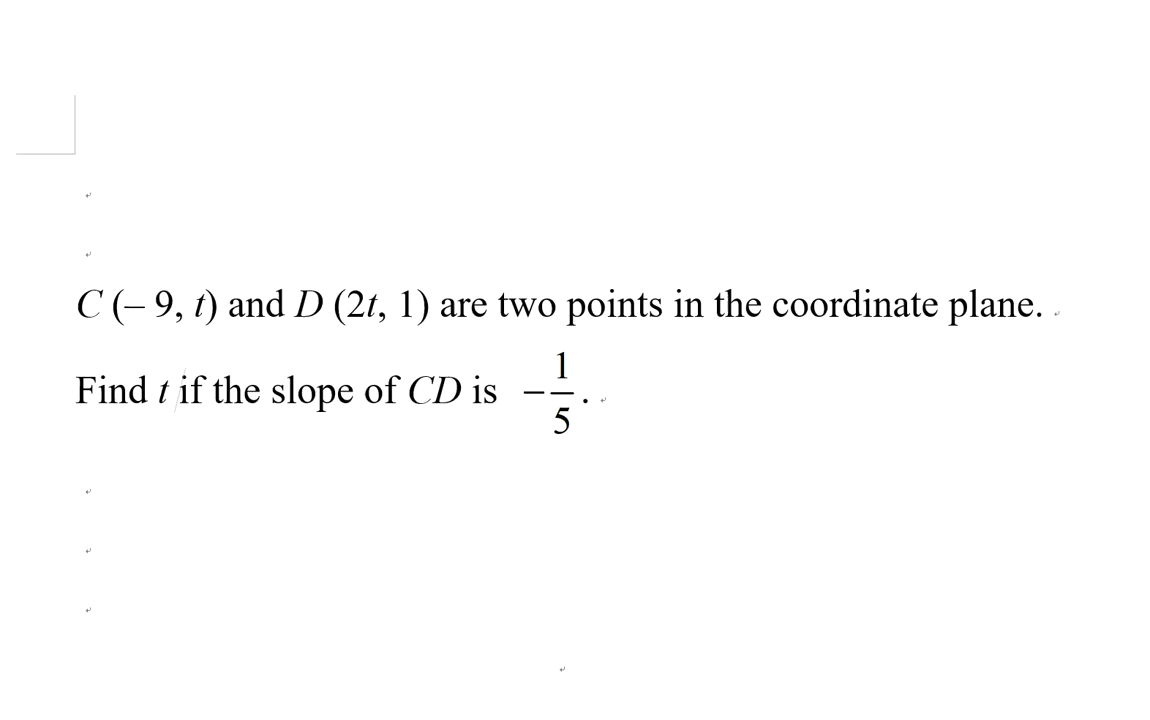 C (– 9, t) and D (2t, 1) are two points in the coordinate plane.
Find t if the slope of CD is −1/5.